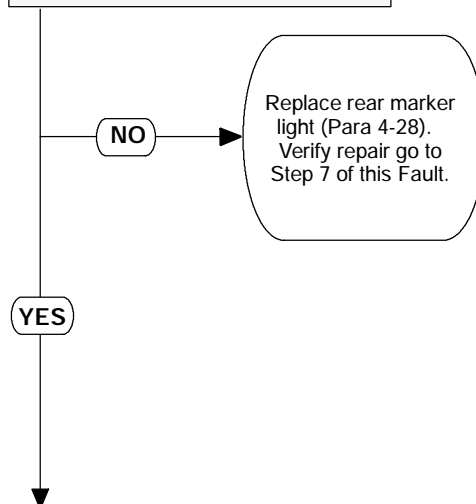 NO
Replace rear marker
light (Para 4-28).
Verify repair go to
Step 7 of this Fault.
YES